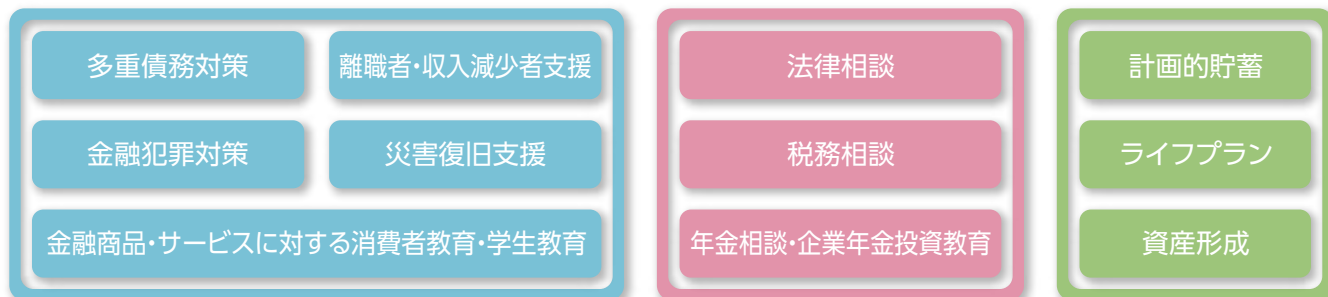 多重債務対策
離職者・収入減少者支援
金融犯罪対策
災害復旧支援
金融商品・サービスに対する消費者教育・学生教育
法律相談
税務相談
年金相談・企業年金投資教育
計画的貯蓄
ライフプラン
資産形成